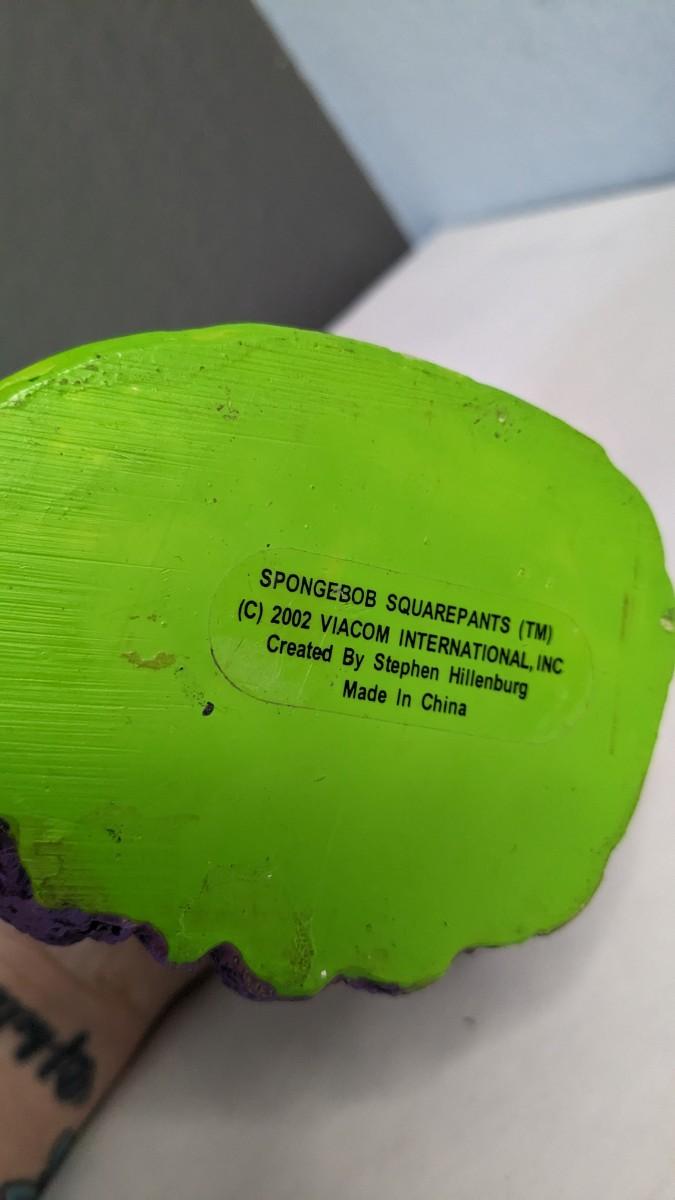 SPONGEBOB SQUAREPANTS (TM)
(C) 2002 VIACOM INTERNATIONAL, INC
Created By Stephen Hillenburg
Made In China